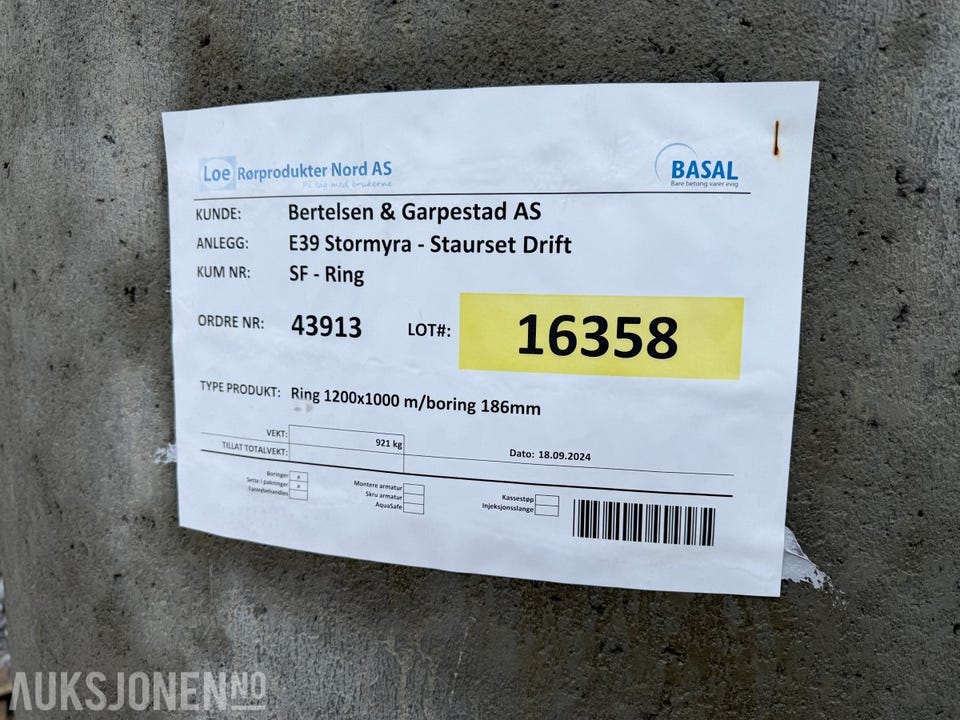 Loe Rørprodukter Nord AS
På lag med brukerne
BASAL
Bare betong varer evig
KUNDE: Bertelsen & Garpestad AS
ANLEGG: E39 Stormyra - Staurset Drift
KUM NR: SF - Ring
ORDRE NR: 43913 LOT#: 16358
TYPE PRODUKT: Ring 1200x1000 m/boring 186mm
VEKT: 921 kg
TILLAT TOTALVEKT:
Dato: 18.09.2024
Boringer x
Sette i pakninger x
Epoxybehandles
Montere armatur
Skru armatur
AquaSafe
Kassestøp
Injeksjonsslange
AUKSJONEN.NO